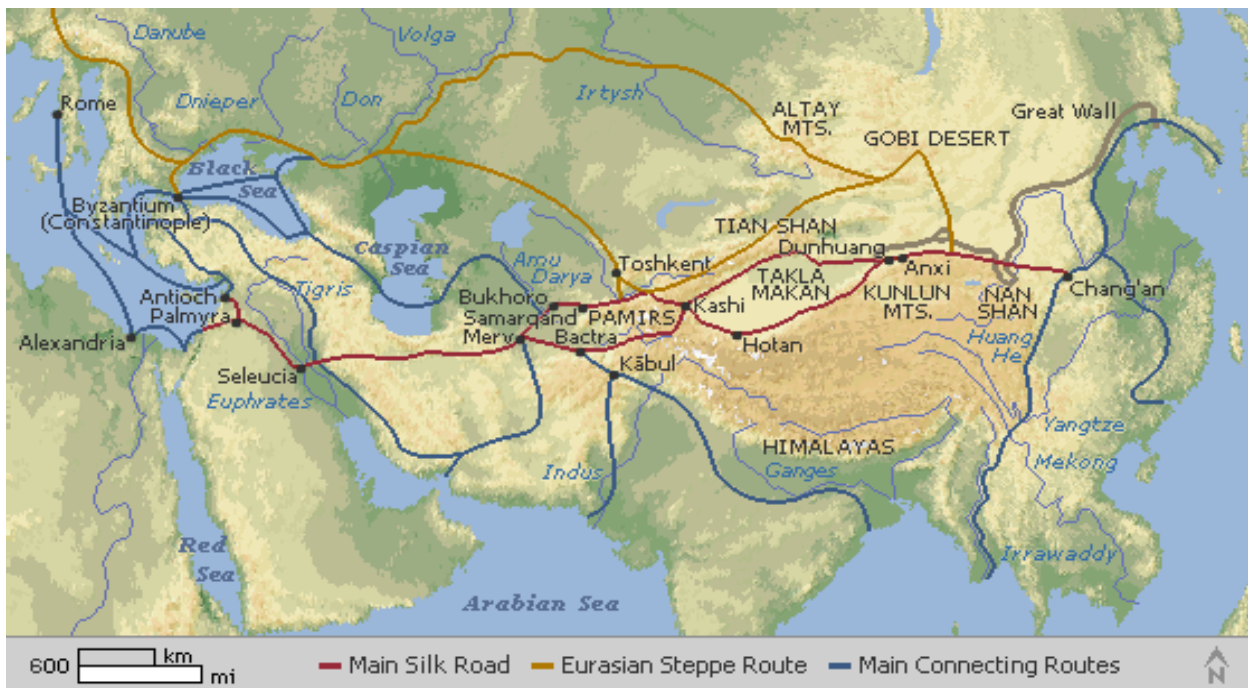 Danube
Volga
Rome
Dnieper
Don
Irtysh
ALTAY
MTS.
Great Wall
GOBI DESERT
Black
Sea
Byzantium
(Constantinople)
Caspian
Sea
TIAN SHAN
Dunhuang
Amu
Darya
Toshkent
TAKLA
MAKAN
Anxi
Tigris
Antioch
Palmyra
Bukhoro
Samarqand
PAMIRS
Kashi
KUNLUN
MTS.
NAN
SHAN
Chang'an
Alexandria
Merv
Bactra
Hotan
Huang
He
Seleucia
Kābul
Euphrates
Yangtze
HIMALAYAS
Indus
Ganges
Mekong
Red
Sea
Irrawaddy
Arabian Sea
600 km
mi
Main Silk Road Eurasian Steppe Route Main Connecting Routes
N